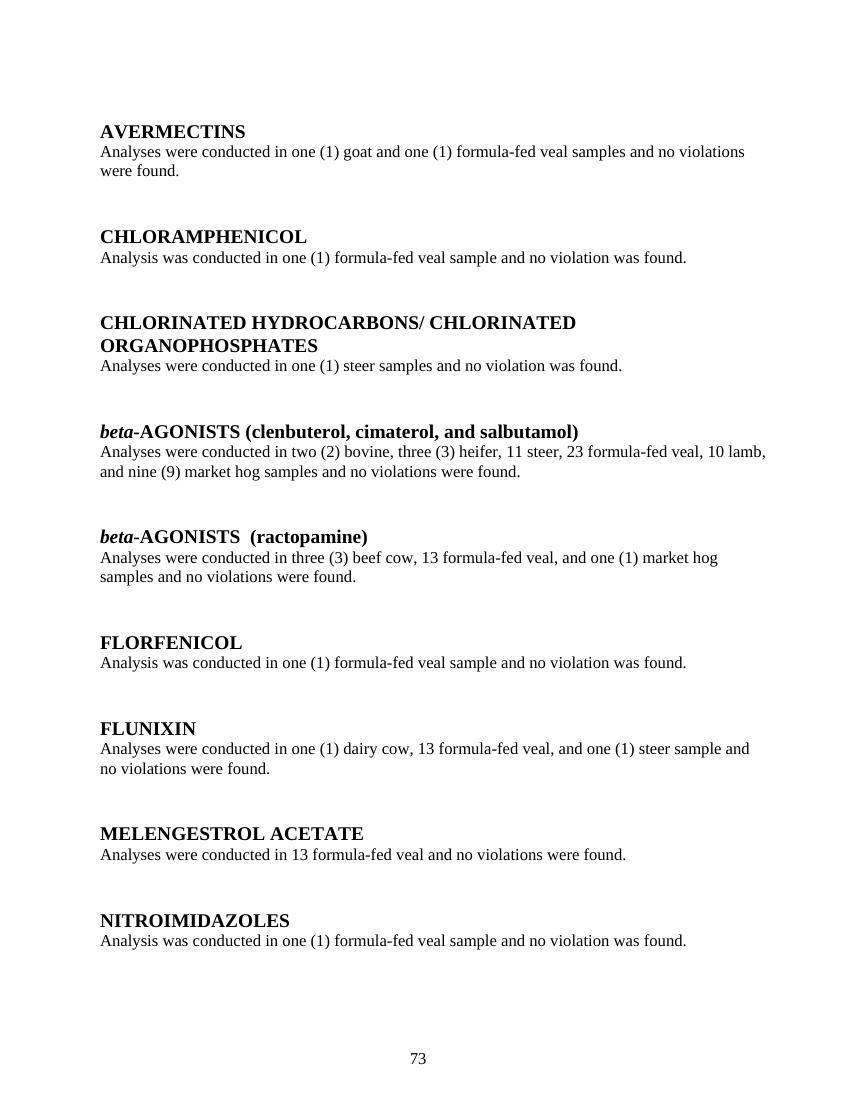 AVERMECTINS
Analyses were conducted in one (1) goat and one (1) formula-fed veal samples and no violations
were found.
CHLORAMPHENICOL
Analysis was conducted in one (1) formula-fed veal sample and no violation was found.
CHLORINATED HYDROCARBONS/ CHLORINATED
ORGANOPHOSPHATES
Analyses were conducted in one (1) steer samples and no violation was found.
beta-AGONISTS (clenbuterol, cimaterol, and salbutamol)
Analyses were conducted in two (2) bovine, three (3) heifer, 11 steer, 23 formula-fed veal, 10 lamb,
and nine (9) market hog samples and no violations were found.
beta-AGONISTS  (ractopamine)
Analyses were conducted in three (3) beef cow, 13 formula-fed veal, and one (1) market hog
samples and no violations were found.
FLORFENICOL
Analysis was conducted in one (1) formula-fed veal sample and no violation was found.
FLUNIXIN
Analyses were conducted in one (1) dairy cow, 13 formula-fed veal, and one (1) steer sample and
no violations were found.
MELENGESTROL ACETATE
Analyses were conducted in 13 formula-fed veal and no violations were found.
NITROIMIDAZOLES
Analysis was conducted in one (1) formula-fed veal sample and no violation was found.
73